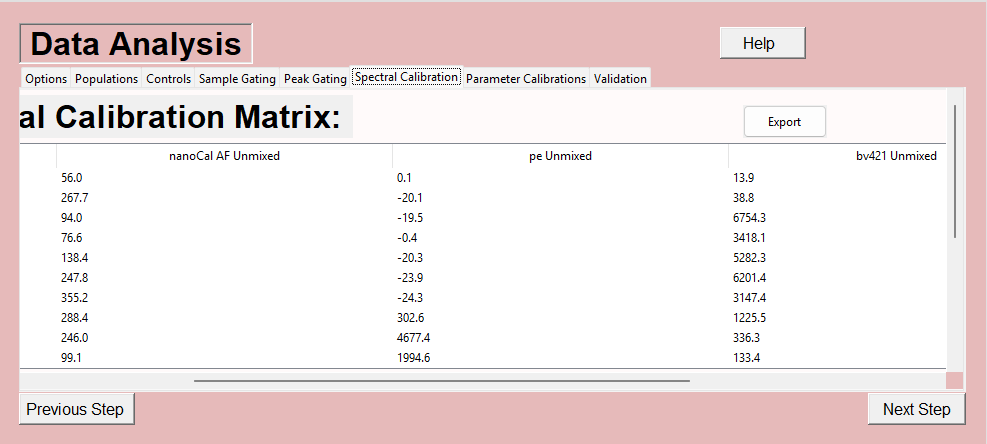 Data Analysis
Help
Options Populations Controls Sample Gating Peak Gating Spectral Calibration Parameter Calibrations Validation
al Calibration Matrix:
Export
nanoCal AF Unmixed pe Unmixed bv421 Unmixed
56.0 0.1 13.9
267.7 -20.1 38.8
94.0 -19.5 6754.3
76.6 -0.4 3418.1
138.4 -20.3 5282.3
247.8 -23.9 6201.4
355.2 -24.3 3147.4
288.4 302.6 1225.5
246.0 4677.4 336.3
99.1 1994.6 133.4
Previous Step Next Step